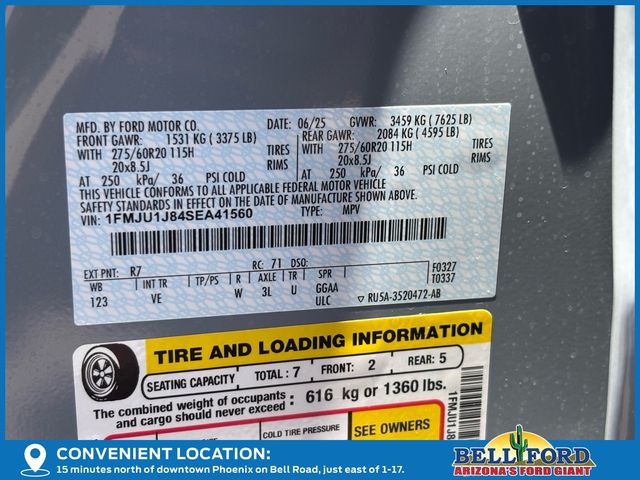 MFD. BY FORD MOTOR CO.
DATE: 06/25 GVWR: 3459 KG ( 7625 LB)
FRONT GAWR: 1531 KG ( 3375 LB)
REAR GAWR: 2084 KG ( 4595 LB)
WITH 275/60R20 115H TIRES
WITH 275/60R20 115H TIRES
20x8.5J RIMS
20x8.5J RIMS
AT 250 kPa/ 36 PSI COLD
AT 250 kPa/ 36 PSI COLD
THIS VEHICLE CONFORMS TO ALL APPLICABLE FEDERAL MOTOR VEHICLE
SAFETY STANDARDS IN EFFECT ON THE DATE OF MANUFACTURE SHOWN ABOVE.
VIN: 1FMJU1J84SEA41560
TYPE: MPV
EXT PNT: R7 RC: 71 DSO: F0327
WB INT TR TP/PS R AXLE TR SPR T0337
123 VE W 3L U GGAA
ULC ▽ RU5A-3520472-AB
TIRE AND LOADING INFORMATION
SEATING CAPACITY TOTAL: 7 FRONT: 2 REAR: 5
The combined weight of occupants
and cargo should never exceed : 616 kg or 1360 lbs.
COLD TIRE PRESSURE
SEE OWNERS
1FMJU1J8
CONVENIENT LOCATION:
15 minutes north of downtown Phoenix on Bell Road, just east of 1-17.
BELL FORD
ARIZONA'S FORD GIANT